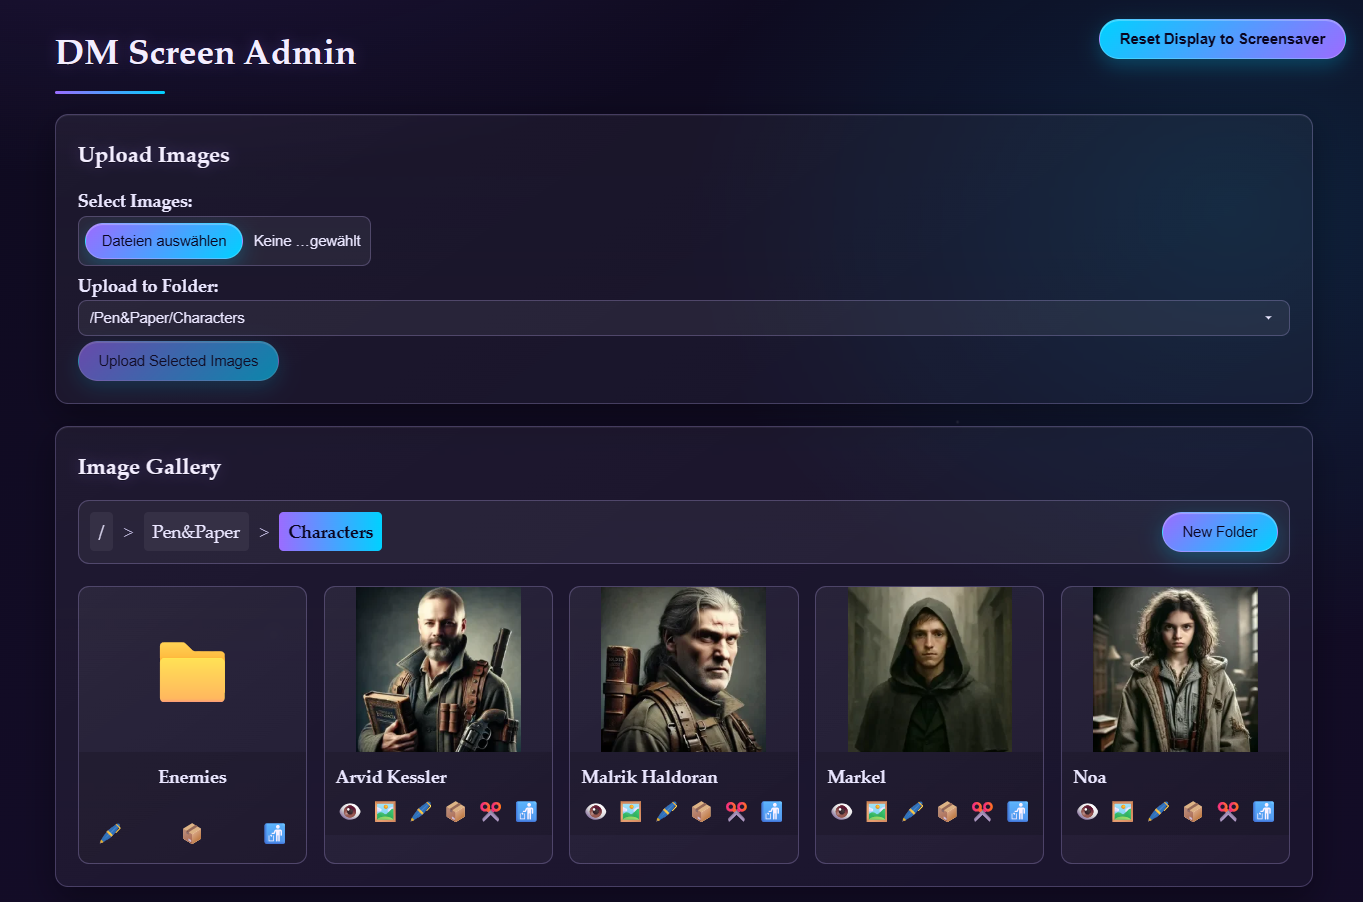 DM Screen Admin
Reset Display to Screensaver
Upload Images
Select Images:
Dateien auswählen Keine ...gewählt
Upload to Folder:
/Pen&Paper/Characters
Upload Selected Images
Image Gallery
/ > Pen&Paper > Characters
New Folder
Enemies
Arvid Kessler
Malrik Haldoran
Markel
Noa